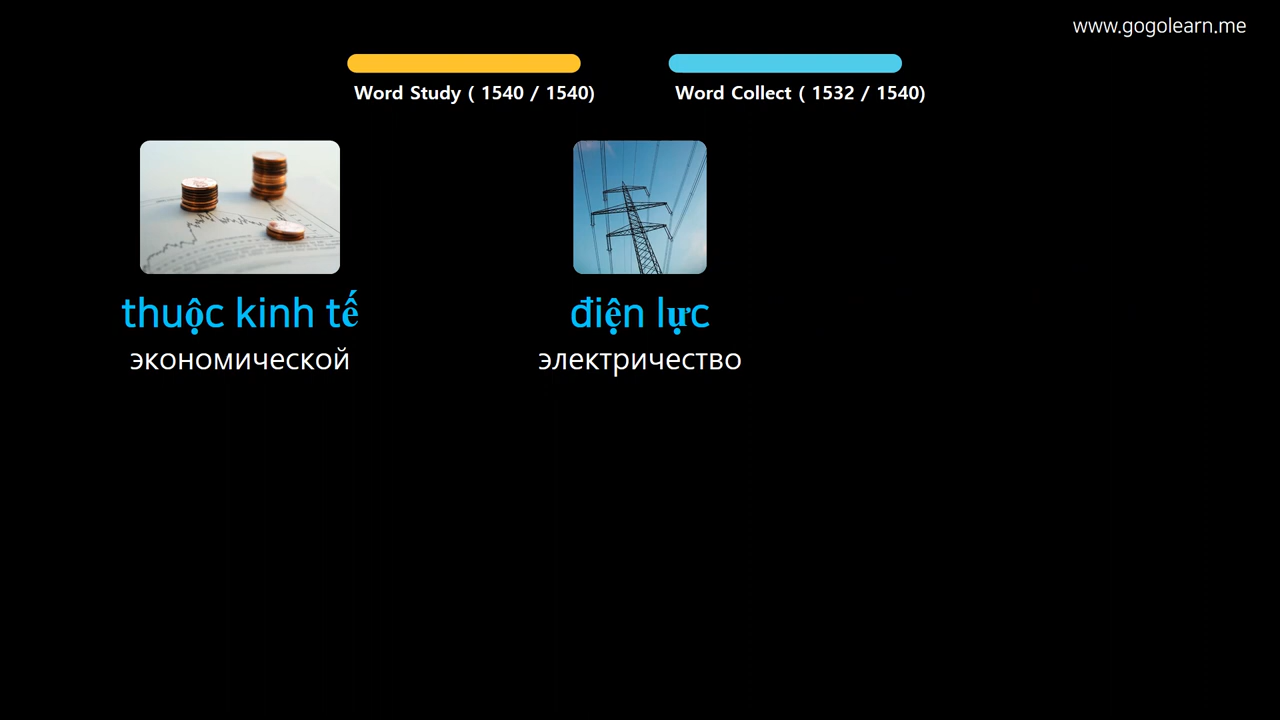 www.gogolearn.me
Word Study ( 1540 / 1540)
Word Collect ( 1532 / 1540)
thuộc kinh tế
điện lực
экономической
электричество